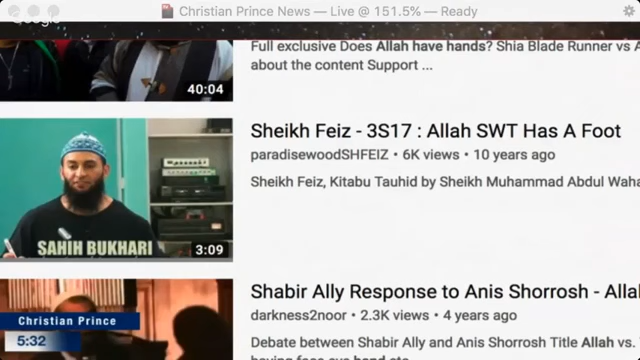 Christian Prince News — Live @ 151.5% — Ready
Full exclusive Does Allah have hands? Shia Blade Runner vs A
about the content Support ...
40:04
Sheikh Feiz - 3S17 : Allah SWT Has A Foot
paradisewoodSHFEIZ • 6K views • 10 years ago
Sheikh Feiz, Kitabu Tauhid by Sheikh Muhammad Abdul Waha
SAHIH BUKHARI
3:09
Shabir Ally Response to Anis Shorrosh - Allal
darkness2noor • 2.3K views • 4 years ago
Christian Prince
5:32
Debate between Shabir Ally and Anis Shorrosh Title Allah vs.